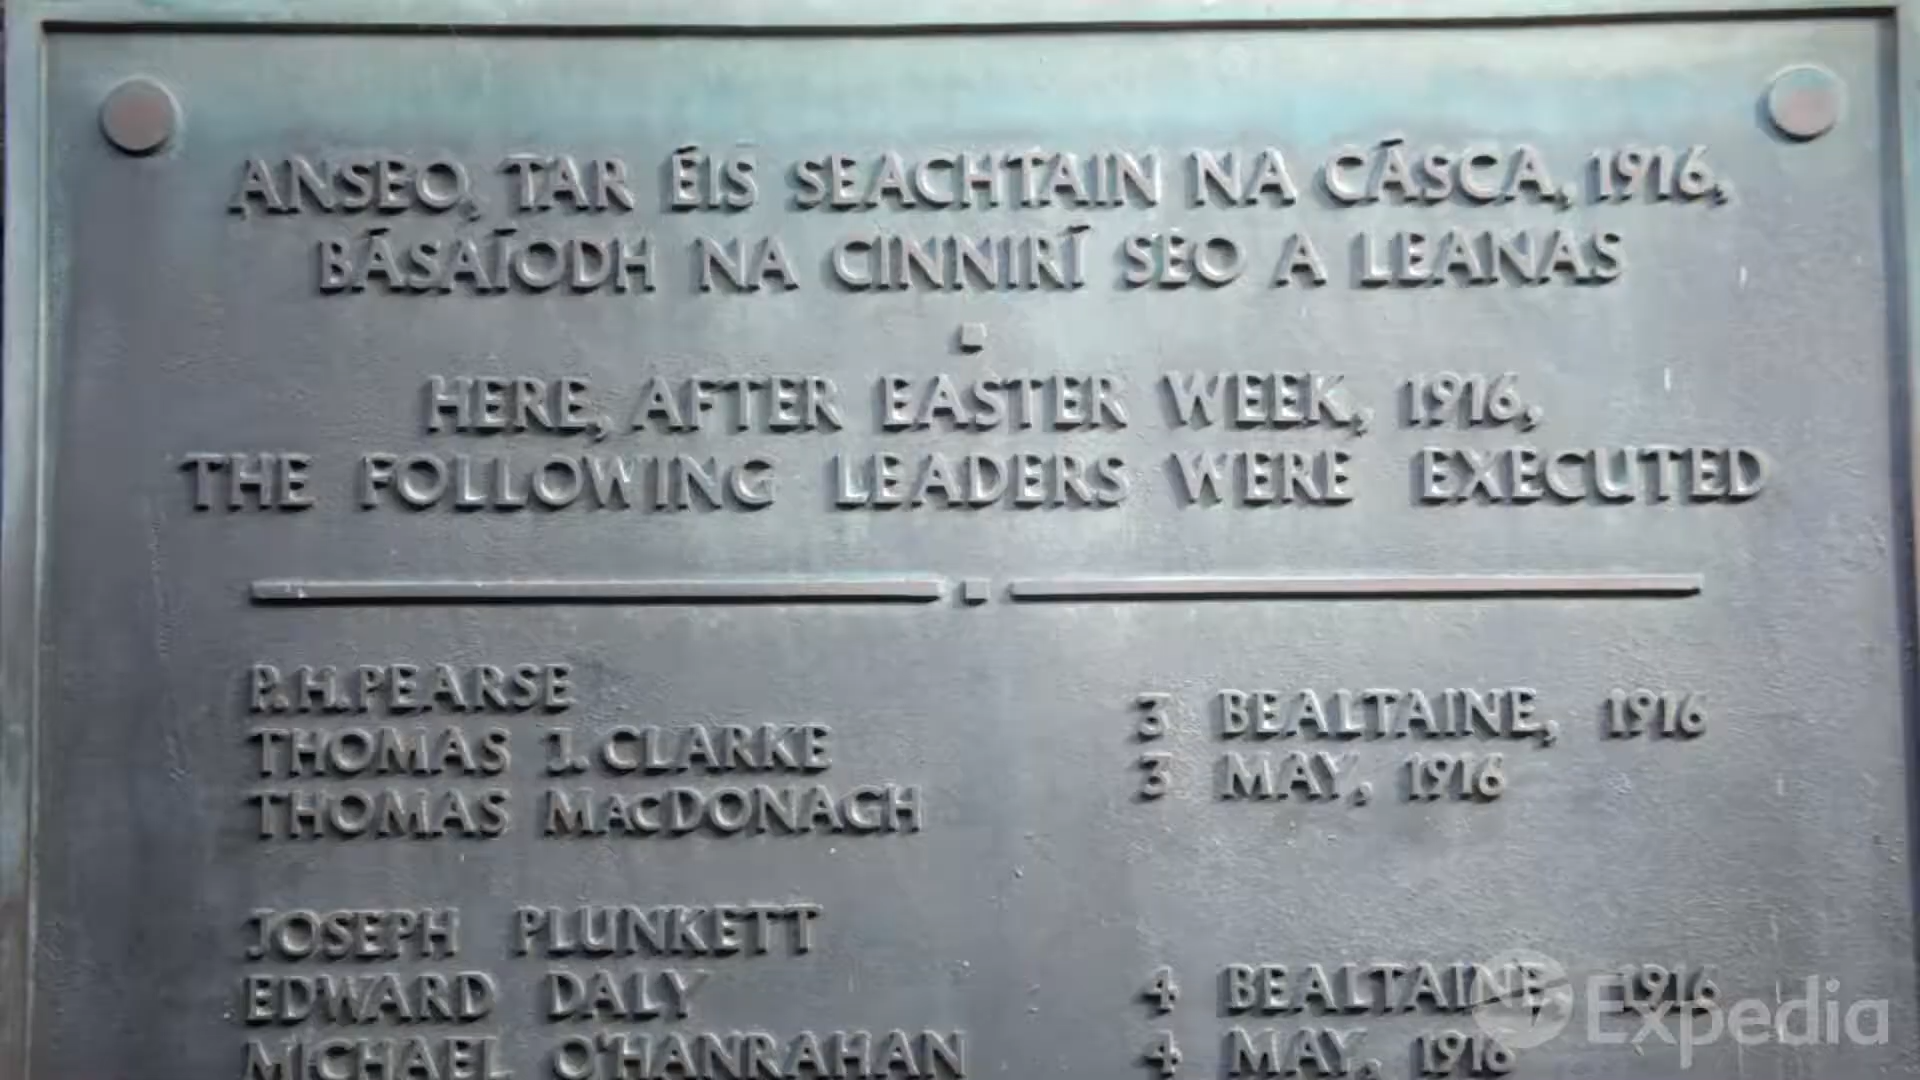 ANSEO, TAR ÉIS SEACHTAIN NA CÁSCA, 1916,
BÁSAÍODH NA CINNIRÍ SEO A LEANAS
HERE, AFTER EASTER WEEK, 1916,
THE FOLLOWING LEADERS WERE EXECUTED
P. H. PEARSE
THOMAS J. CLARKE
THOMAS MACDONAGH
3 BEALTAINE, 1916
3 MAY, 1916
JOSEPH PLUNKETT
EDWARD DALY
MICHAEL O'HANRAHAN
4 BEALTAINE, 1916
4 MAY, 1916
Expedia